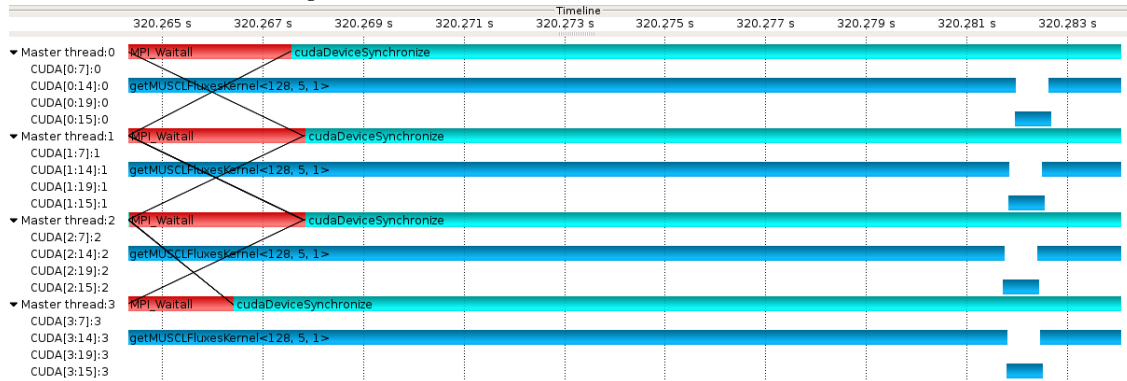 Timeline
320.265 s 320.267 s 320.269 s 320.271 s 320.273 s 320.275 s 320.277 s 320.279 s 320.281 s 320.283 s
Master thread:0 MPI_Waitall cudaDeviceSynchronize
CUDA[0:7]:0
CUDA[0:14]:0 getMUSCLFluxesKernel<128, 5, 1>
CUDA[0:19]:0
CUDA[0:15]:0
Master thread:1 MPI_Waitall cudaDeviceSynchronize
CUDA[1:7]:1
CUDA[1:14]:1 getMUSCLFluxesKernel<128, 5, 1>
CUDA[1:19]:1
CUDA[1:15]:1
Master thread:2 MPI_Waitall cudaDeviceSynchronize
CUDA[2:7]:2
CUDA[2:14]:2 getMUSCLFluxesKernel<128, 5, 1>
CUDA[2:19]:2
CUDA[2:15]:2
Master thread:3 MPI_Waitall cudaDeviceSynchronize
CUDA[3:7]:3
CUDA[3:14]:3 getMUSCLFluxesKernel<128, 5, 1>
CUDA[3:19]:3
CUDA[3:15]:3